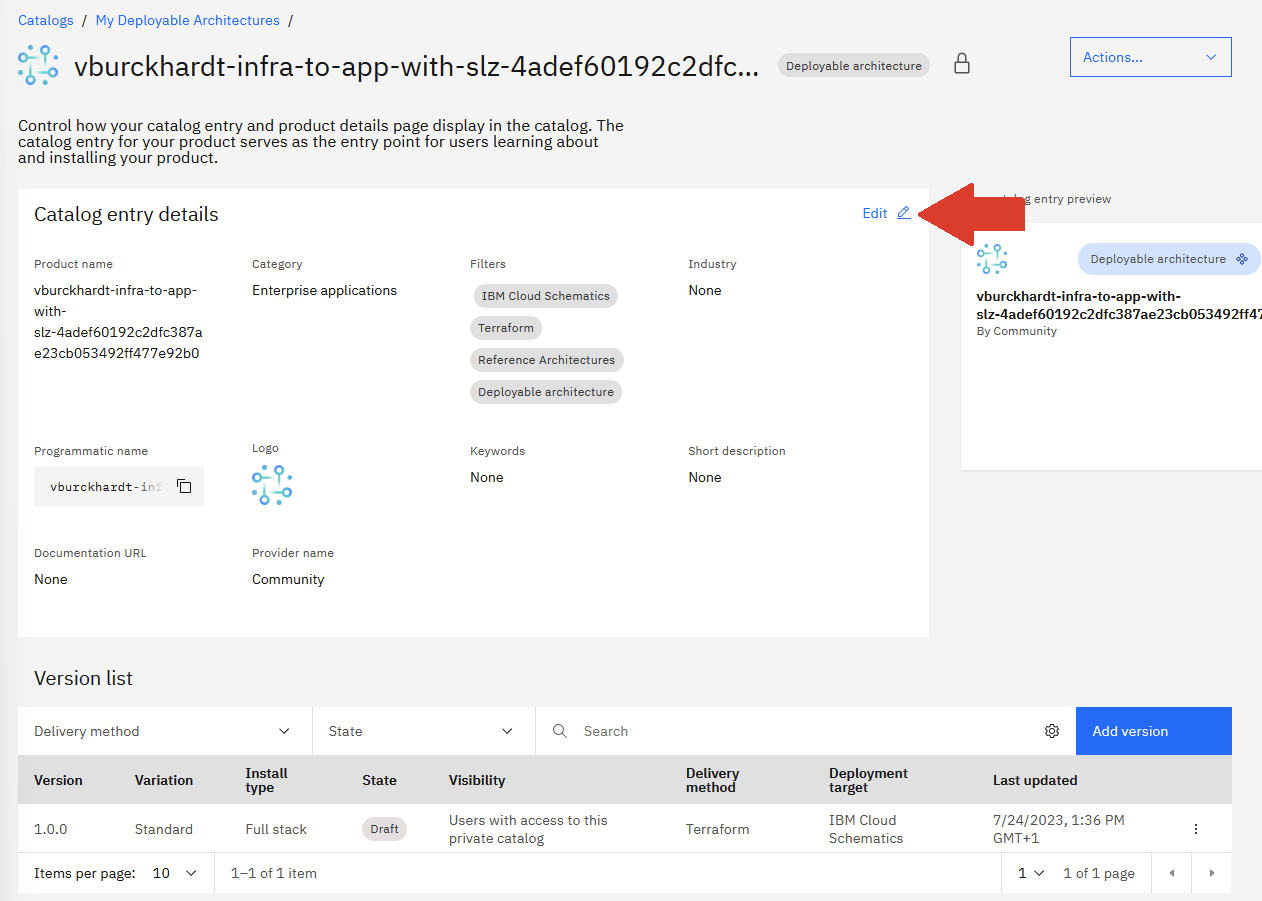 Catalogs / My Deployable Architectures /
vburckhardt-infra-to-app-with-slz-4adef60192c2dfc...
Deployable architecture
Actions...
Control how your catalog entry and product details page display in the catalog. The
catalog entry for your product serves as the entry point for users learning about
and installing your product.
Catalog entry details
Edit
entry preview
Product name
vburckhardt-infra-to-app-
with-
slz-4adef60192c2dfc387a
e23cb053492ff477e92b0
Category
Enterprise applications
Filters
IBM Cloud Schematics
Terraform
Reference Architectures
Deployable architecture
Industry
None
Deployable architecture
vburckhardt-infra-to-app-with-
slz-4adef60192c2dfc387ae23cb053492ff47
By Community
Programmatic name
vburckhardt-inf
Logo
Keywords
None
Short description
None
Documentation URL
None
Provider name
Community
Version list
Delivery method
State
Search
Add version
Version Variation Install type State Visibility Delivery method Deployment target Last updated
1.0.0 Standard Full stack Draft Users with access to this private catalog Terraform IBM Cloud Schematics 7/24/2023, 1:36 PM GMT+1
Items per page: 10 1–1 of 1 item 1 1 of 1 page